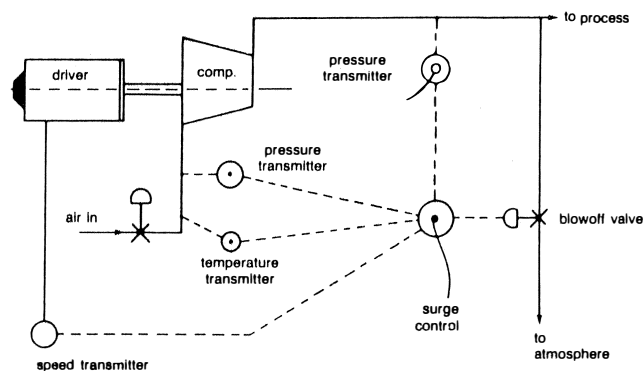 to process
driver
comp.
pressure
transmitter
pressure
transmitter
air in
blowoff valve
temperature
transmitter
surge
control
to
atmosphere
speed transmitter